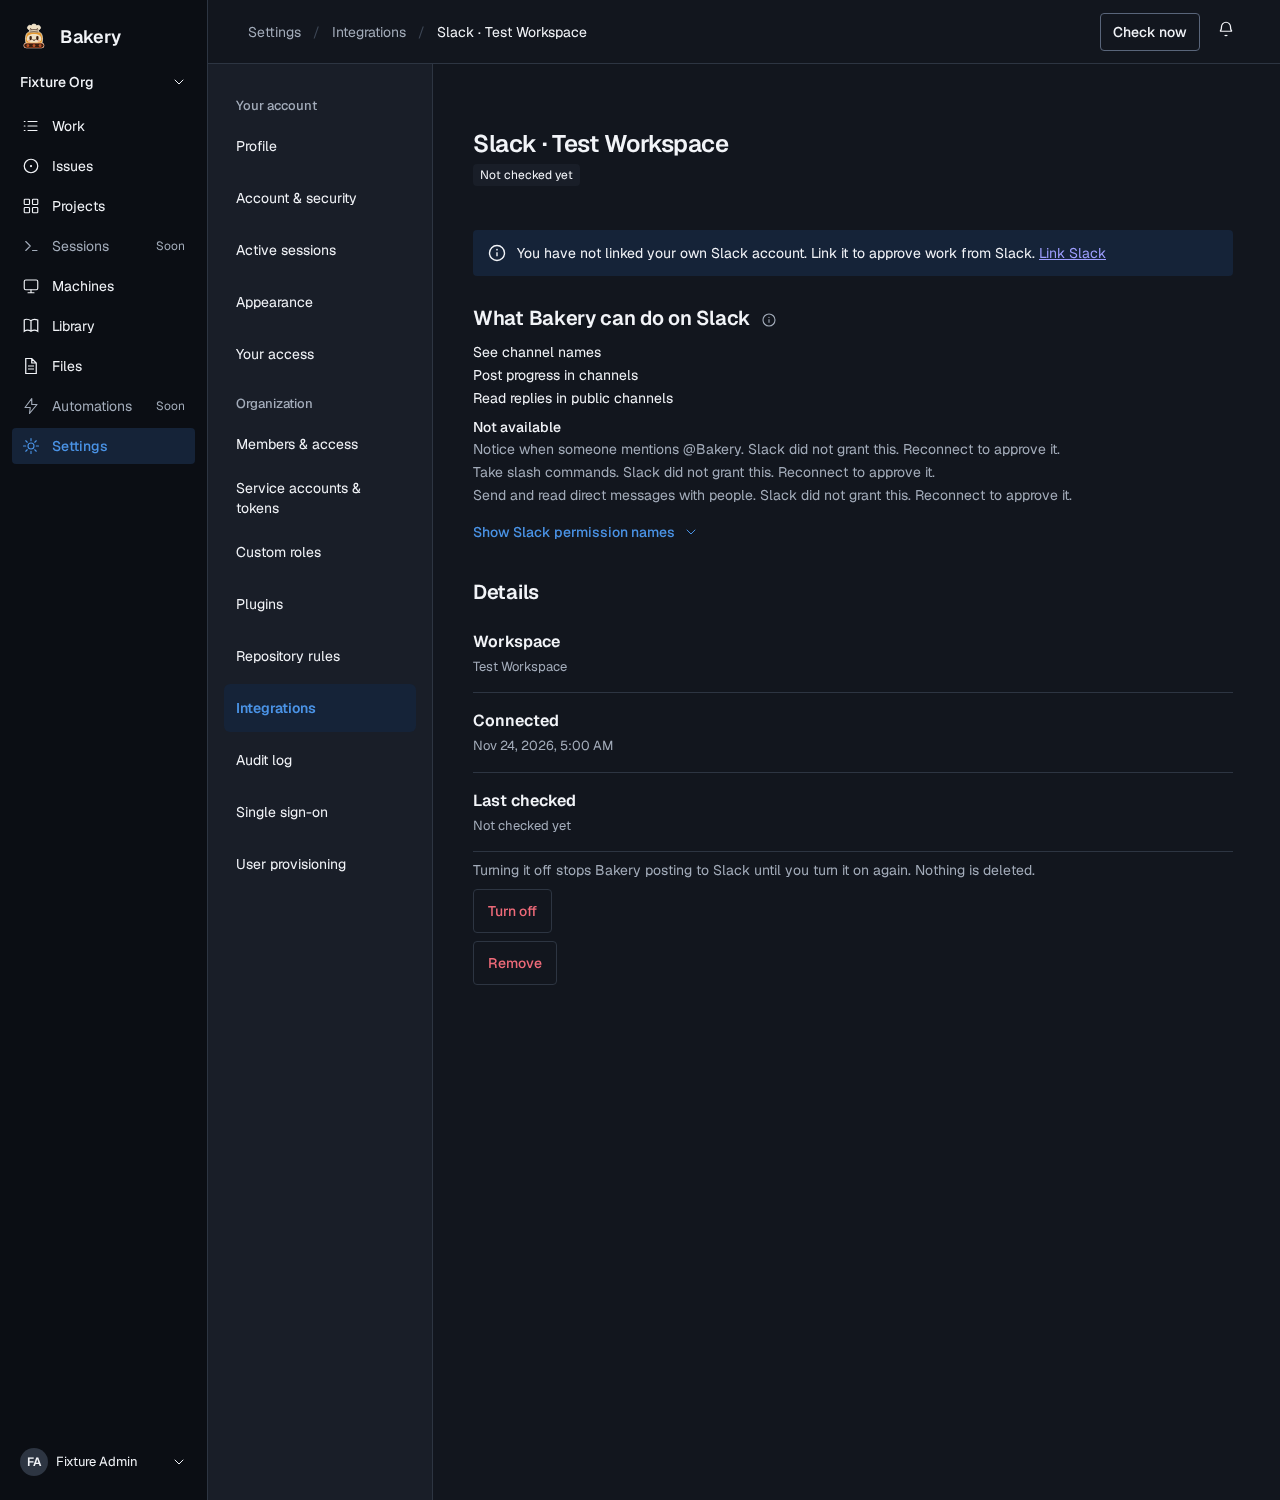 Bakery
Fixture Org
Work
Issues
Projects
Sessions Soon
Machines
Library
Files
Automations Soon
Settings
FA Fixture Admin
Settings / Integrations / Slack · Test Workspace
Check now
Your account
Profile
Account & security
Active sessions
Appearance
Your access
Organization
Members & access
Service accounts &
tokens
Custom roles
Plugins
Repository rules
Integrations
Audit log
Single sign-on
User provisioning
Slack · Test Workspace
Not checked yet
You have not linked your own Slack account. Link it to approve work from Slack. Link Slack
What Bakery can do on Slack
See channel names
Post progress in channels
Read replies in public channels
Not available
Notice when someone mentions @Bakery. Slack did not grant this. Reconnect to approve it.
Take slash commands. Slack did not grant this. Reconnect to approve it.
Send and read direct messages with people. Slack did not grant this. Reconnect to approve it.
Show Slack permission names
Details
Workspace
Test Workspace
Connected
Nov 24, 2026, 5:00 AM
Last checked
Not checked yet
Turning it off stops Bakery posting to Slack until you turn it on again. Nothing is deleted.
Turn off
Remove